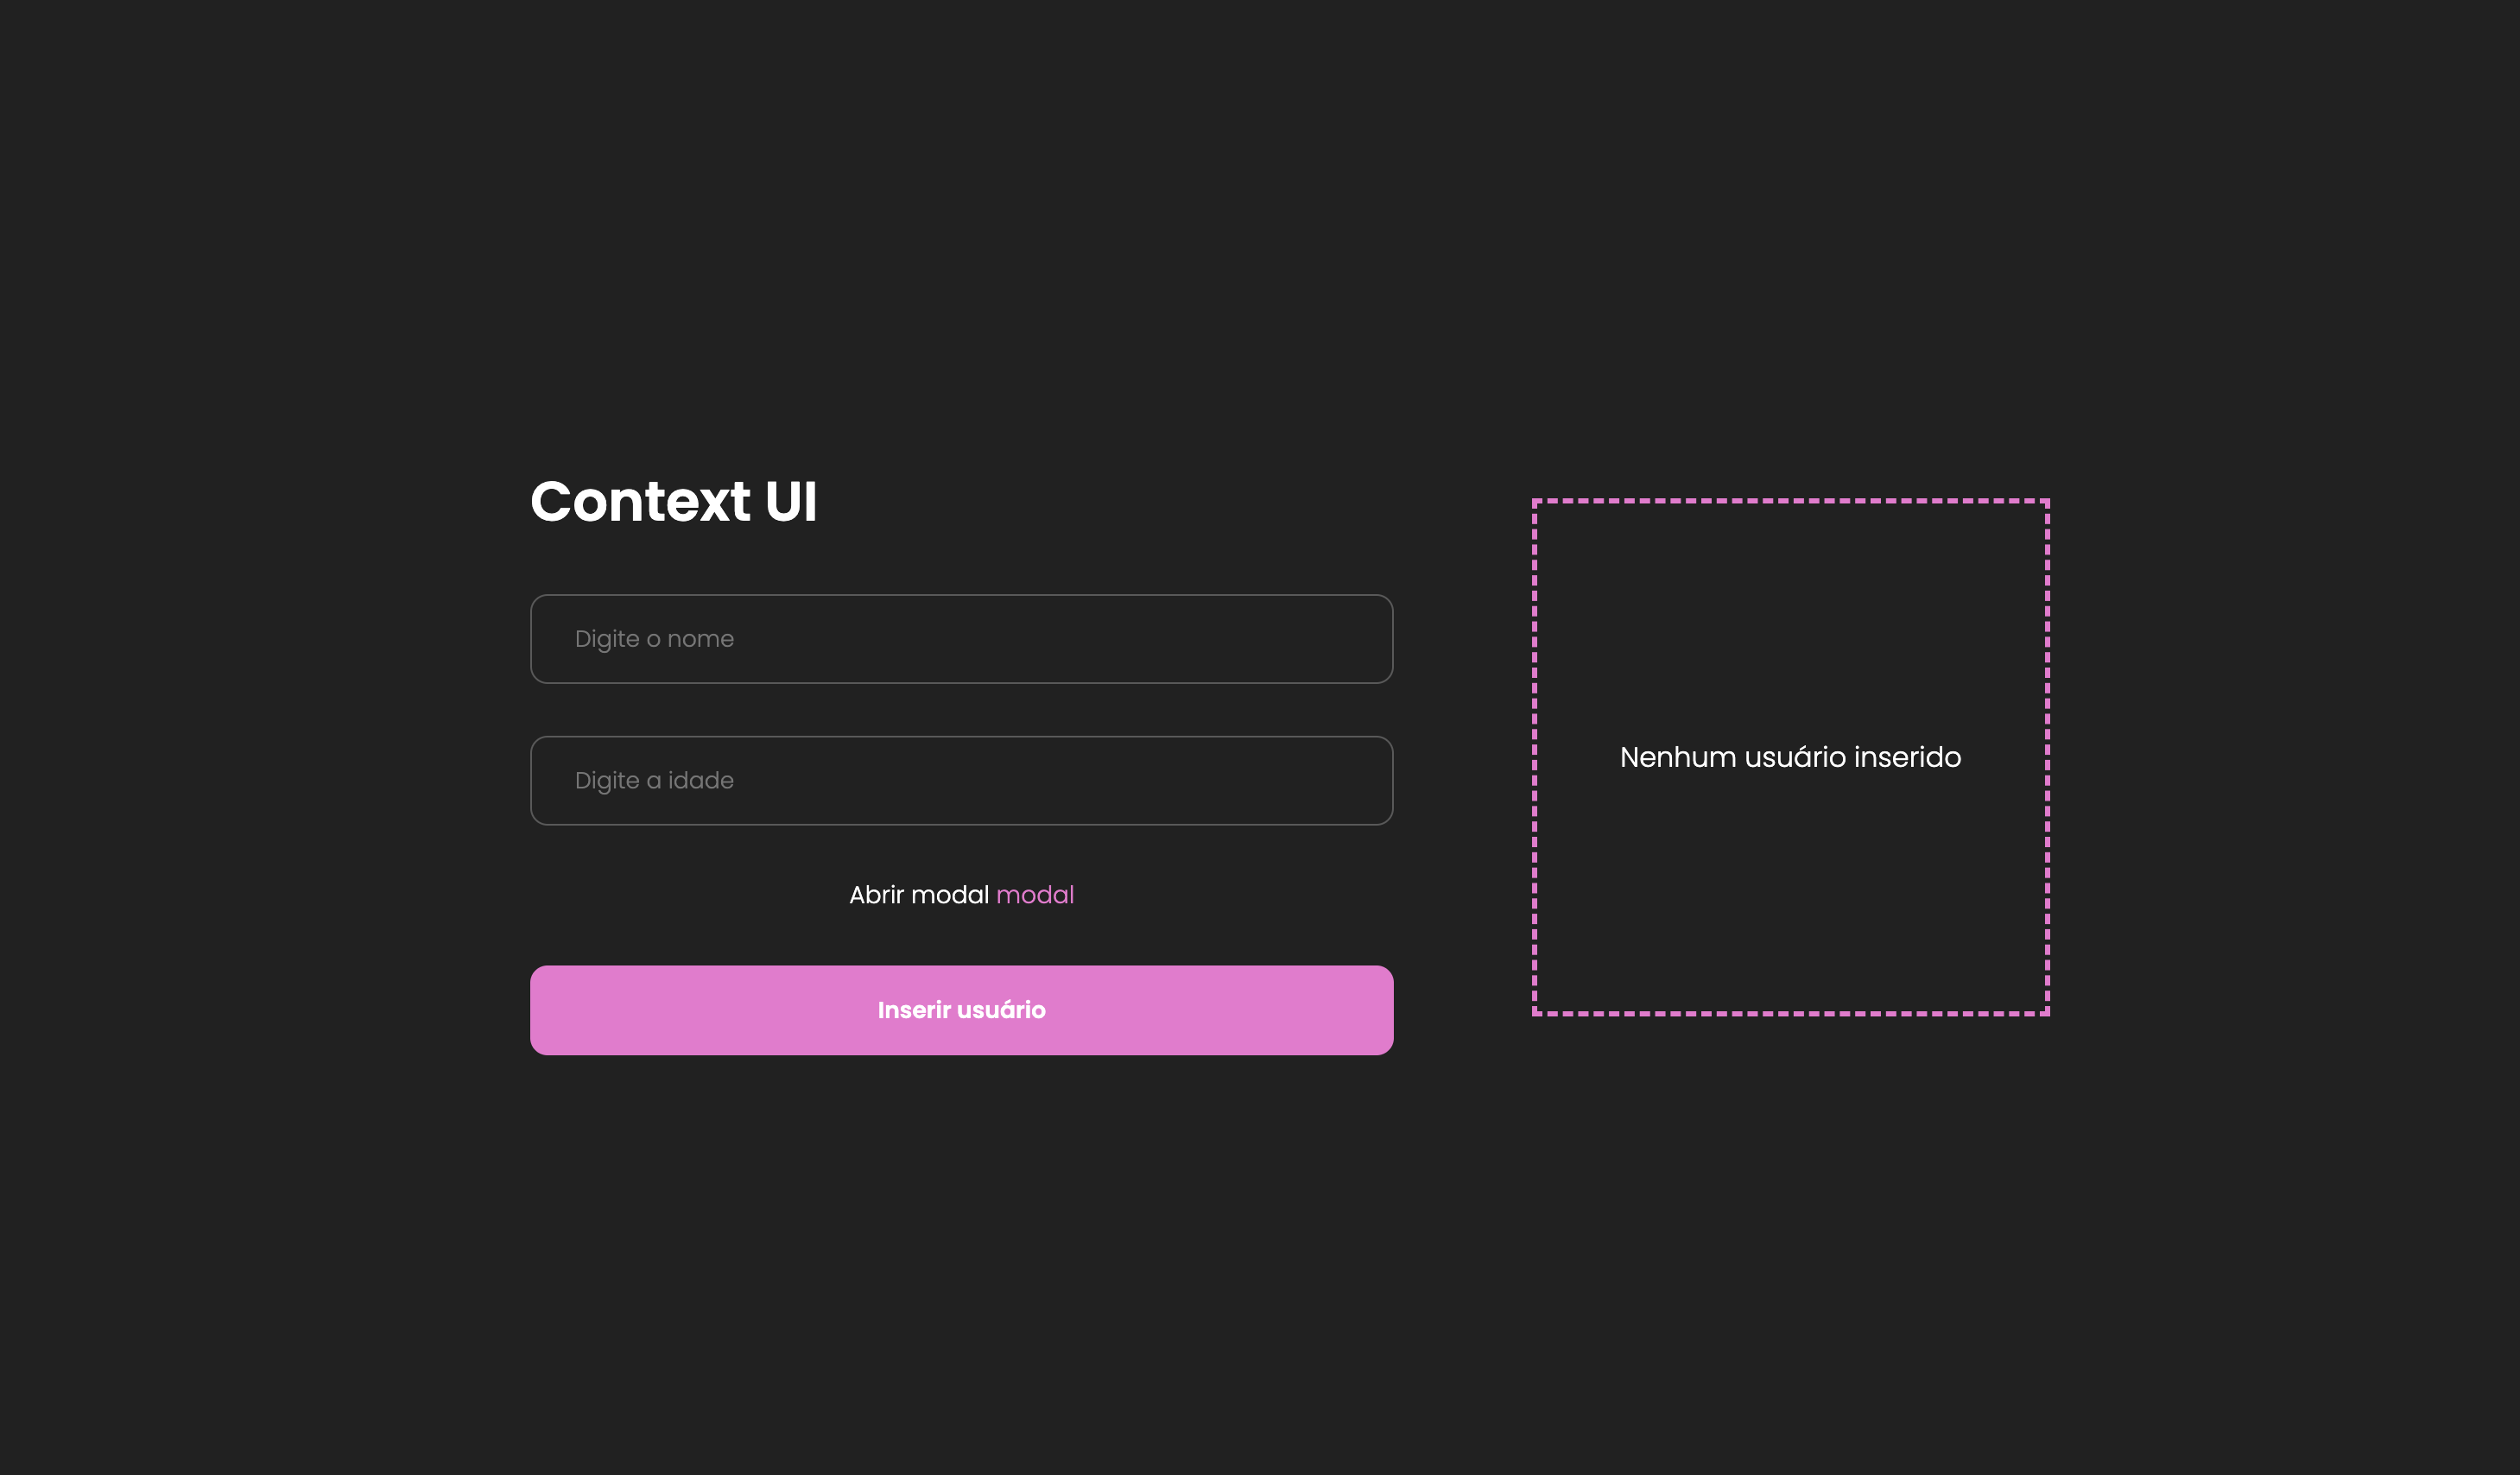 Context UI
Digite o nome
Digite a idade
Abrir modal modal
Inserir usuário
Nenhum usuário inserido